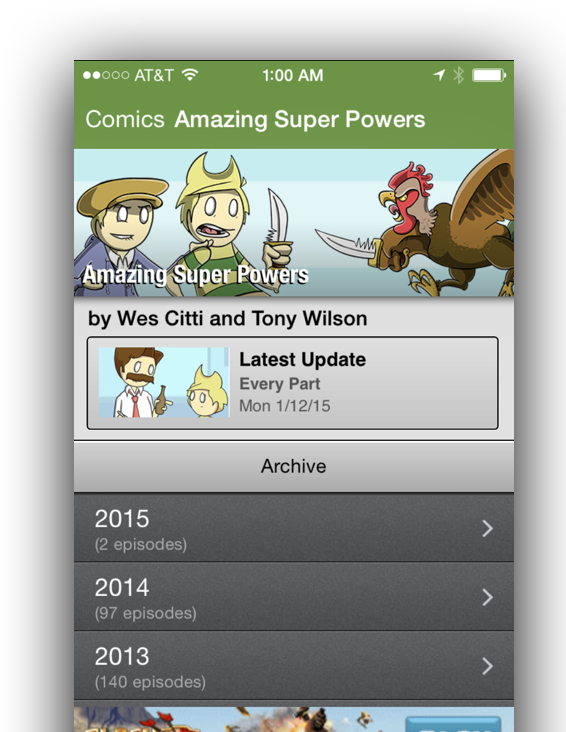 AT&T 1:00 AM
Comics Amazing Super Powers
Amazing Super Powers
by Wes Citti and Tony Wilson
Latest Update
Every Part
Mon 1/12/15
Archive
2015
(2 episodes)
2014
(97 episodes)
2013
(140 episodes)